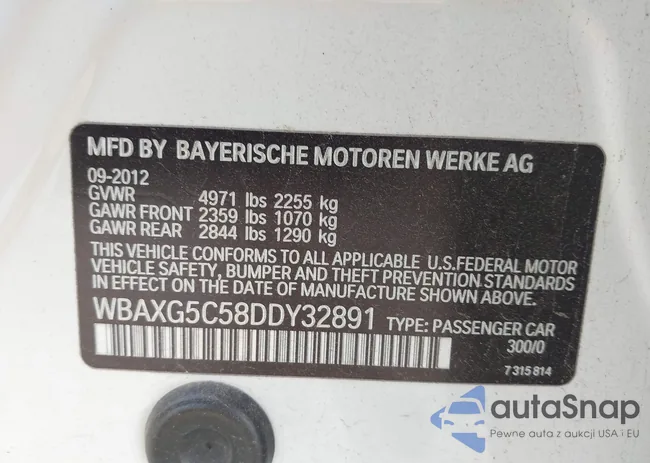 MFD BY BAYERISCHE MOTOREN WERKE AG
09-2012
GVWR 4971 lbs 2255 kg
GAWR FRONT 2359 lbs 1070 kg
GAWR REAR 2844 lbs 1290 kg
THIS VEHICLE CONFORMS TO ALL APPLICABLE U.S.FEDERAL MOTOR
VEHICLE SAFETY, BUMPER AND THEFT PREVENTION STANDARDS
IN EFFECT ON THE DATE OF MANUFACTURE SHOWN ABOVE.
WBAXG5C58DDY32891 TYPE: PASSENGER CAR
300/0
7 315 814
autaSnap
Pewne auta z aukcji USA i EU